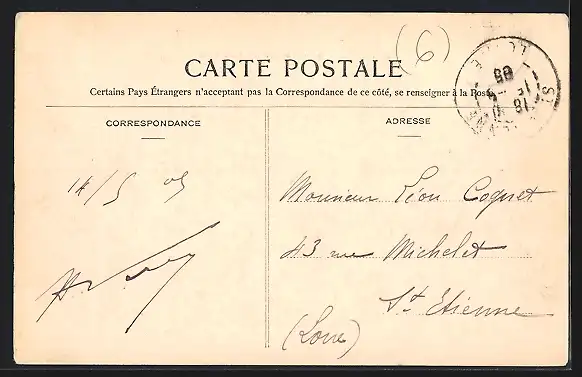 (6)
CARTE POSTALE
Certains Pays Étrangers n'acceptant pas la Correspondance de ce côté, se renseigner à la Poste
CORRESPONDANCE
ADRESSE
14/5 05
Monsieur Léon Coquet
43 rue Michelet
St Etienne
(Loire)